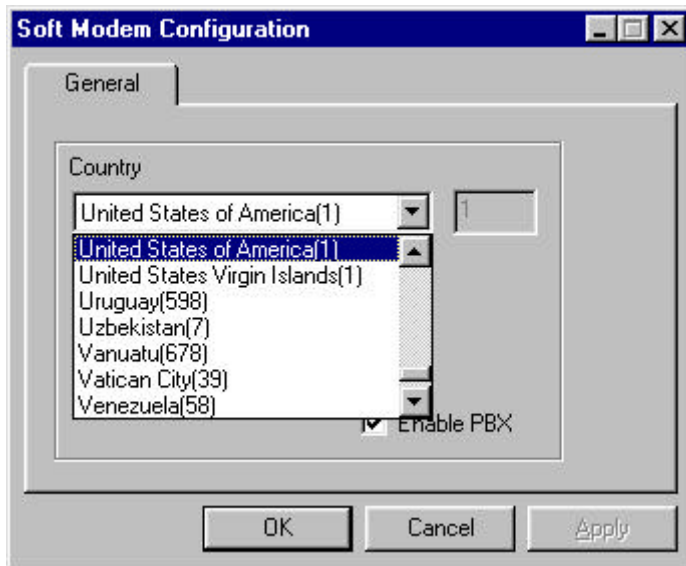 Soft Modem Configuration
General
Country
United States of America(1)
1
United States of America(1)
United States Virgin Islands(1)
Uruguay(598)
Uzbekistan(7)
Vanuatu(678)
Vatican City(39)
Venezuela(58)
Enable PBX
OK
Cancel
Apply